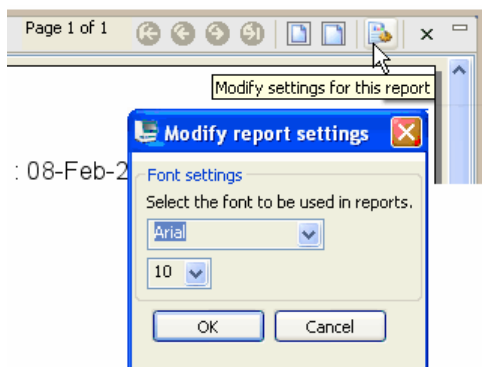 Page 1 of 1
Modify settings for this report
Modify report settings
: 08-Feb-2
Font settings
Select the font to be used in reports.
Arial
10
OK Cancel